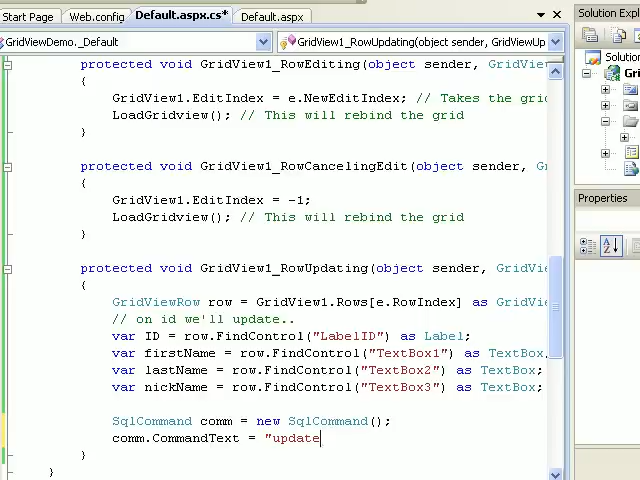 Start Page Web.config Default.aspx.cs* Default.aspx Solution Expl
GridViewDemo._Default GridView1_RowUpdating(object sender, GridViewUp
Solut
Gri
protected void GridView1_RowEditing(object sender, GridView
{
GridView1.EditIndex = e.NewEditIndex; // Takes the grid
LoadGridview(); // This will rebind the grid
}
protected void GridView1_RowCancelingEdit(object sender, G
{
GridView1.EditIndex = -1;
LoadGridview(); // This will rebind the grid
}
Properties
protected void GridView1_RowUpdating(object sender, GridVie
{
GridViewRow row = GridView1.Rows[e.RowIndex] as GridVi
// on id we'll update..
var ID = row.FindControl("LabelID") as Label;
var firstName = row.FindControl("TextBox1") as TextBox
var lastName = row.FindControl("TextBox2") as TextBox;
var nickName = row.FindControl("TextBox3") as TextBox;
SqlCommand comm = new SqlCommand();
comm.CommandText = "update
}
}